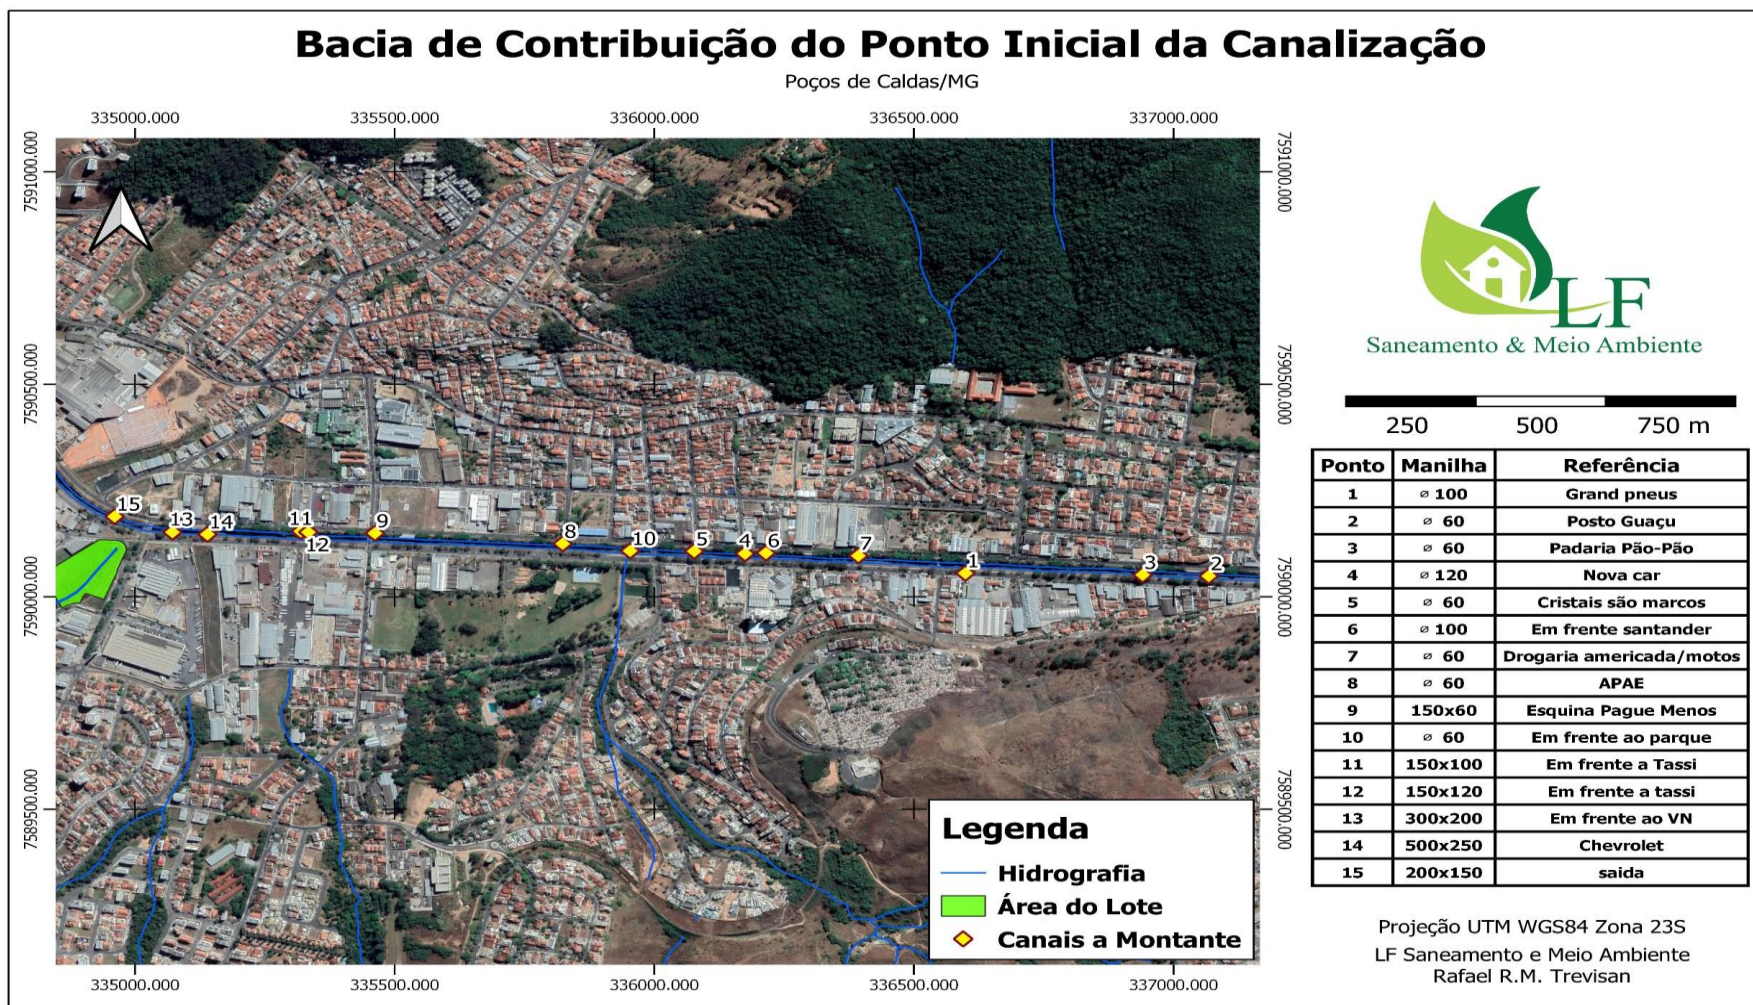 Bacia de Contribuição do Ponto Inicial da Canalização
Poços de Caldas/MG
335000.000 335500.000 336000.000 336500.000 337000.000
7591000.000 7591000.000
7590500.000 7590500.000
7590000.000 7590000.000
7589500.000 7589500.000
15 13 14 11 12 9 8 10 5 4 6 7 1 3 2
335000.000 335500.000 336000.000 336500.000 337000.000
Legenda
Hidrografia
Área do Lote
Canais a Montante
LF
Saneamento & Meio Ambiente
250 500 750 m
Ponto Manilha Referência
1 ⌀ 100 Grand pneus
2 ⌀ 60 Posto Guaçu
3 ⌀ 60 Padaria Pão-Pão
4 ⌀ 120 Nova car
5 ⌀ 60 Cristais são marcos
6 ⌀ 100 Em frente santander
7 ⌀ 60 Drogaria americada/motos
8 ⌀ 60 APAE
9 150x60 Esquina Pague Menos
10 ⌀ 60 Em frente ao parque
11 150x100 Em frente a Tassi
12 150x120 Em frente a tassi
13 300x200 Em frente ao VN
14 500x250 Chevrolet
15 200x150 saida
Projeção UTM WGS84 Zona 23S
LF Saneamento e Meio Ambiente
Rafael R.M. Trevisan